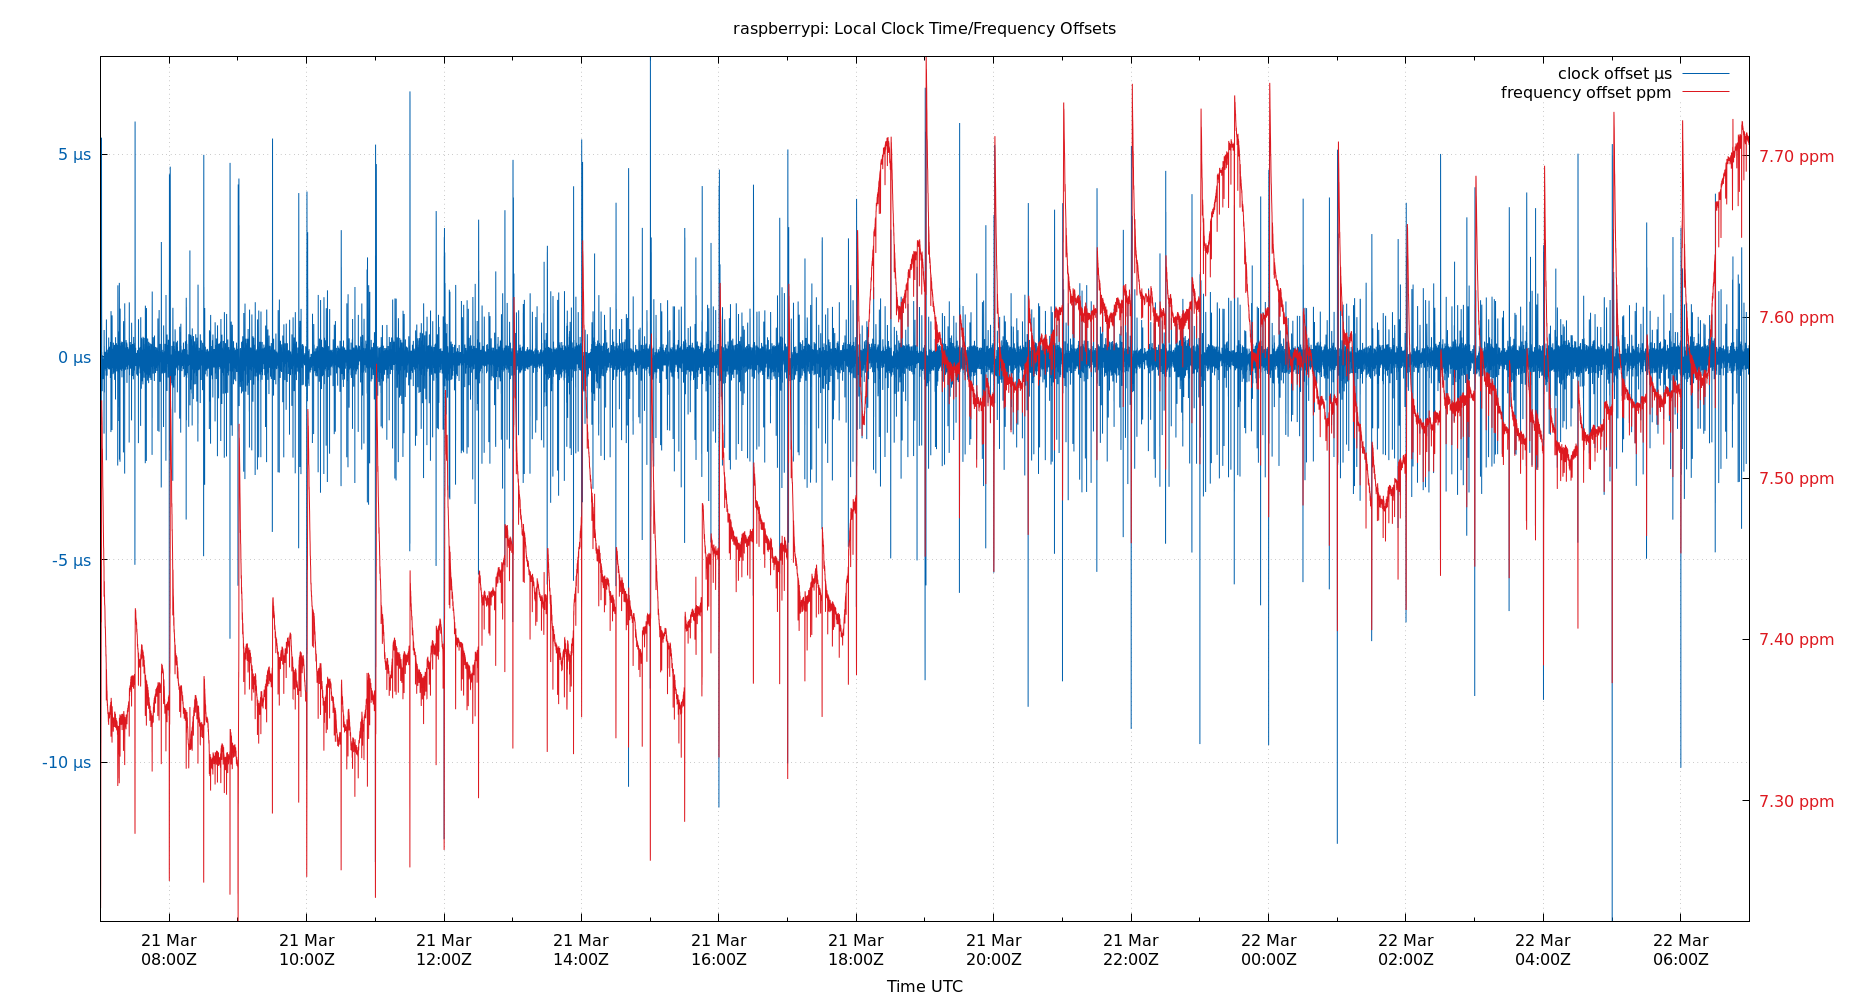 raspberrypi: Local Clock Time/Frequency Offsets
clock offset µs
frequency offset ppm
5 µs
0 µs
-5 µs
-10 µs
7.70 ppm
7.60 ppm
7.50 ppm
7.40 ppm
7.30 ppm
21 Mar 21 Mar 21 Mar 21 Mar 21 Mar 21 Mar 21 Mar 21 Mar 22 Mar 22 Mar 22 Mar 22 Mar
08:00Z 10:00Z 12:00Z 14:00Z 16:00Z 18:00Z 20:00Z 22:00Z 00:00Z 02:00Z 04:00Z 06:00Z
Time UTC